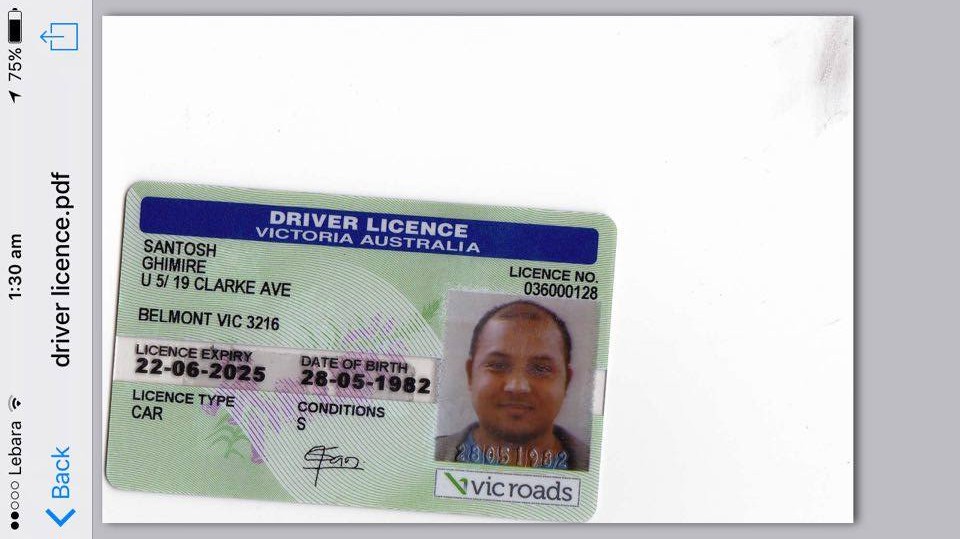 ●●○○○ Lebara
1:30 am
75%
Back
driver licence.pdf
DRIVER LICENCE
VICTORIA AUSTRALIA
SANTOSH
GHIMIRE
U 5/ 19 CLARKE AVE
BELMONT VIC 3216
LICENCE NO.
036000128
LICENCE EXPIRY
22-06-2025
DATE OF BIRTH
28-05-1982
LICENCE TYPE
CAR
CONDITIONS
S
28051982
vic roads